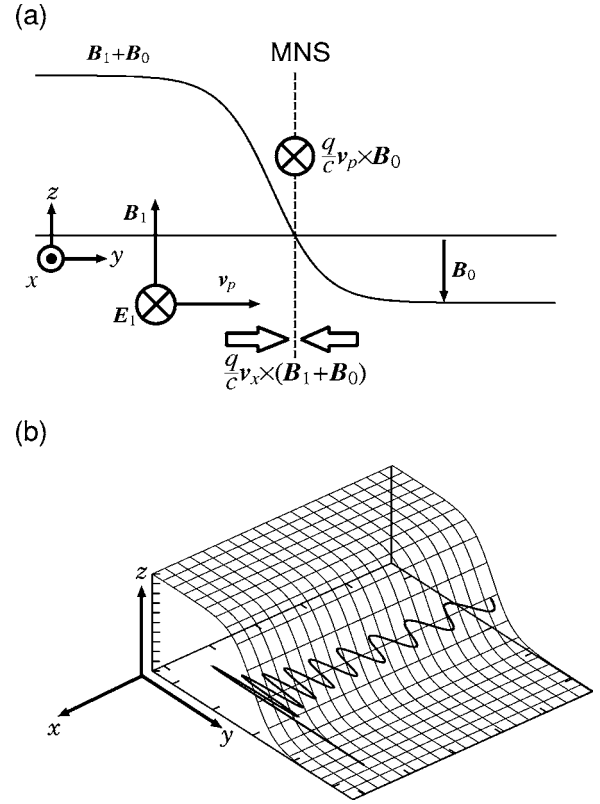 (a)
B₁+B₀
MNS
q/c vₚ×B₀
z
B₁
x
y
B₀
vₚ
E₁
q/c vₓ×(B₁+B₀)
(b)
z
x
y